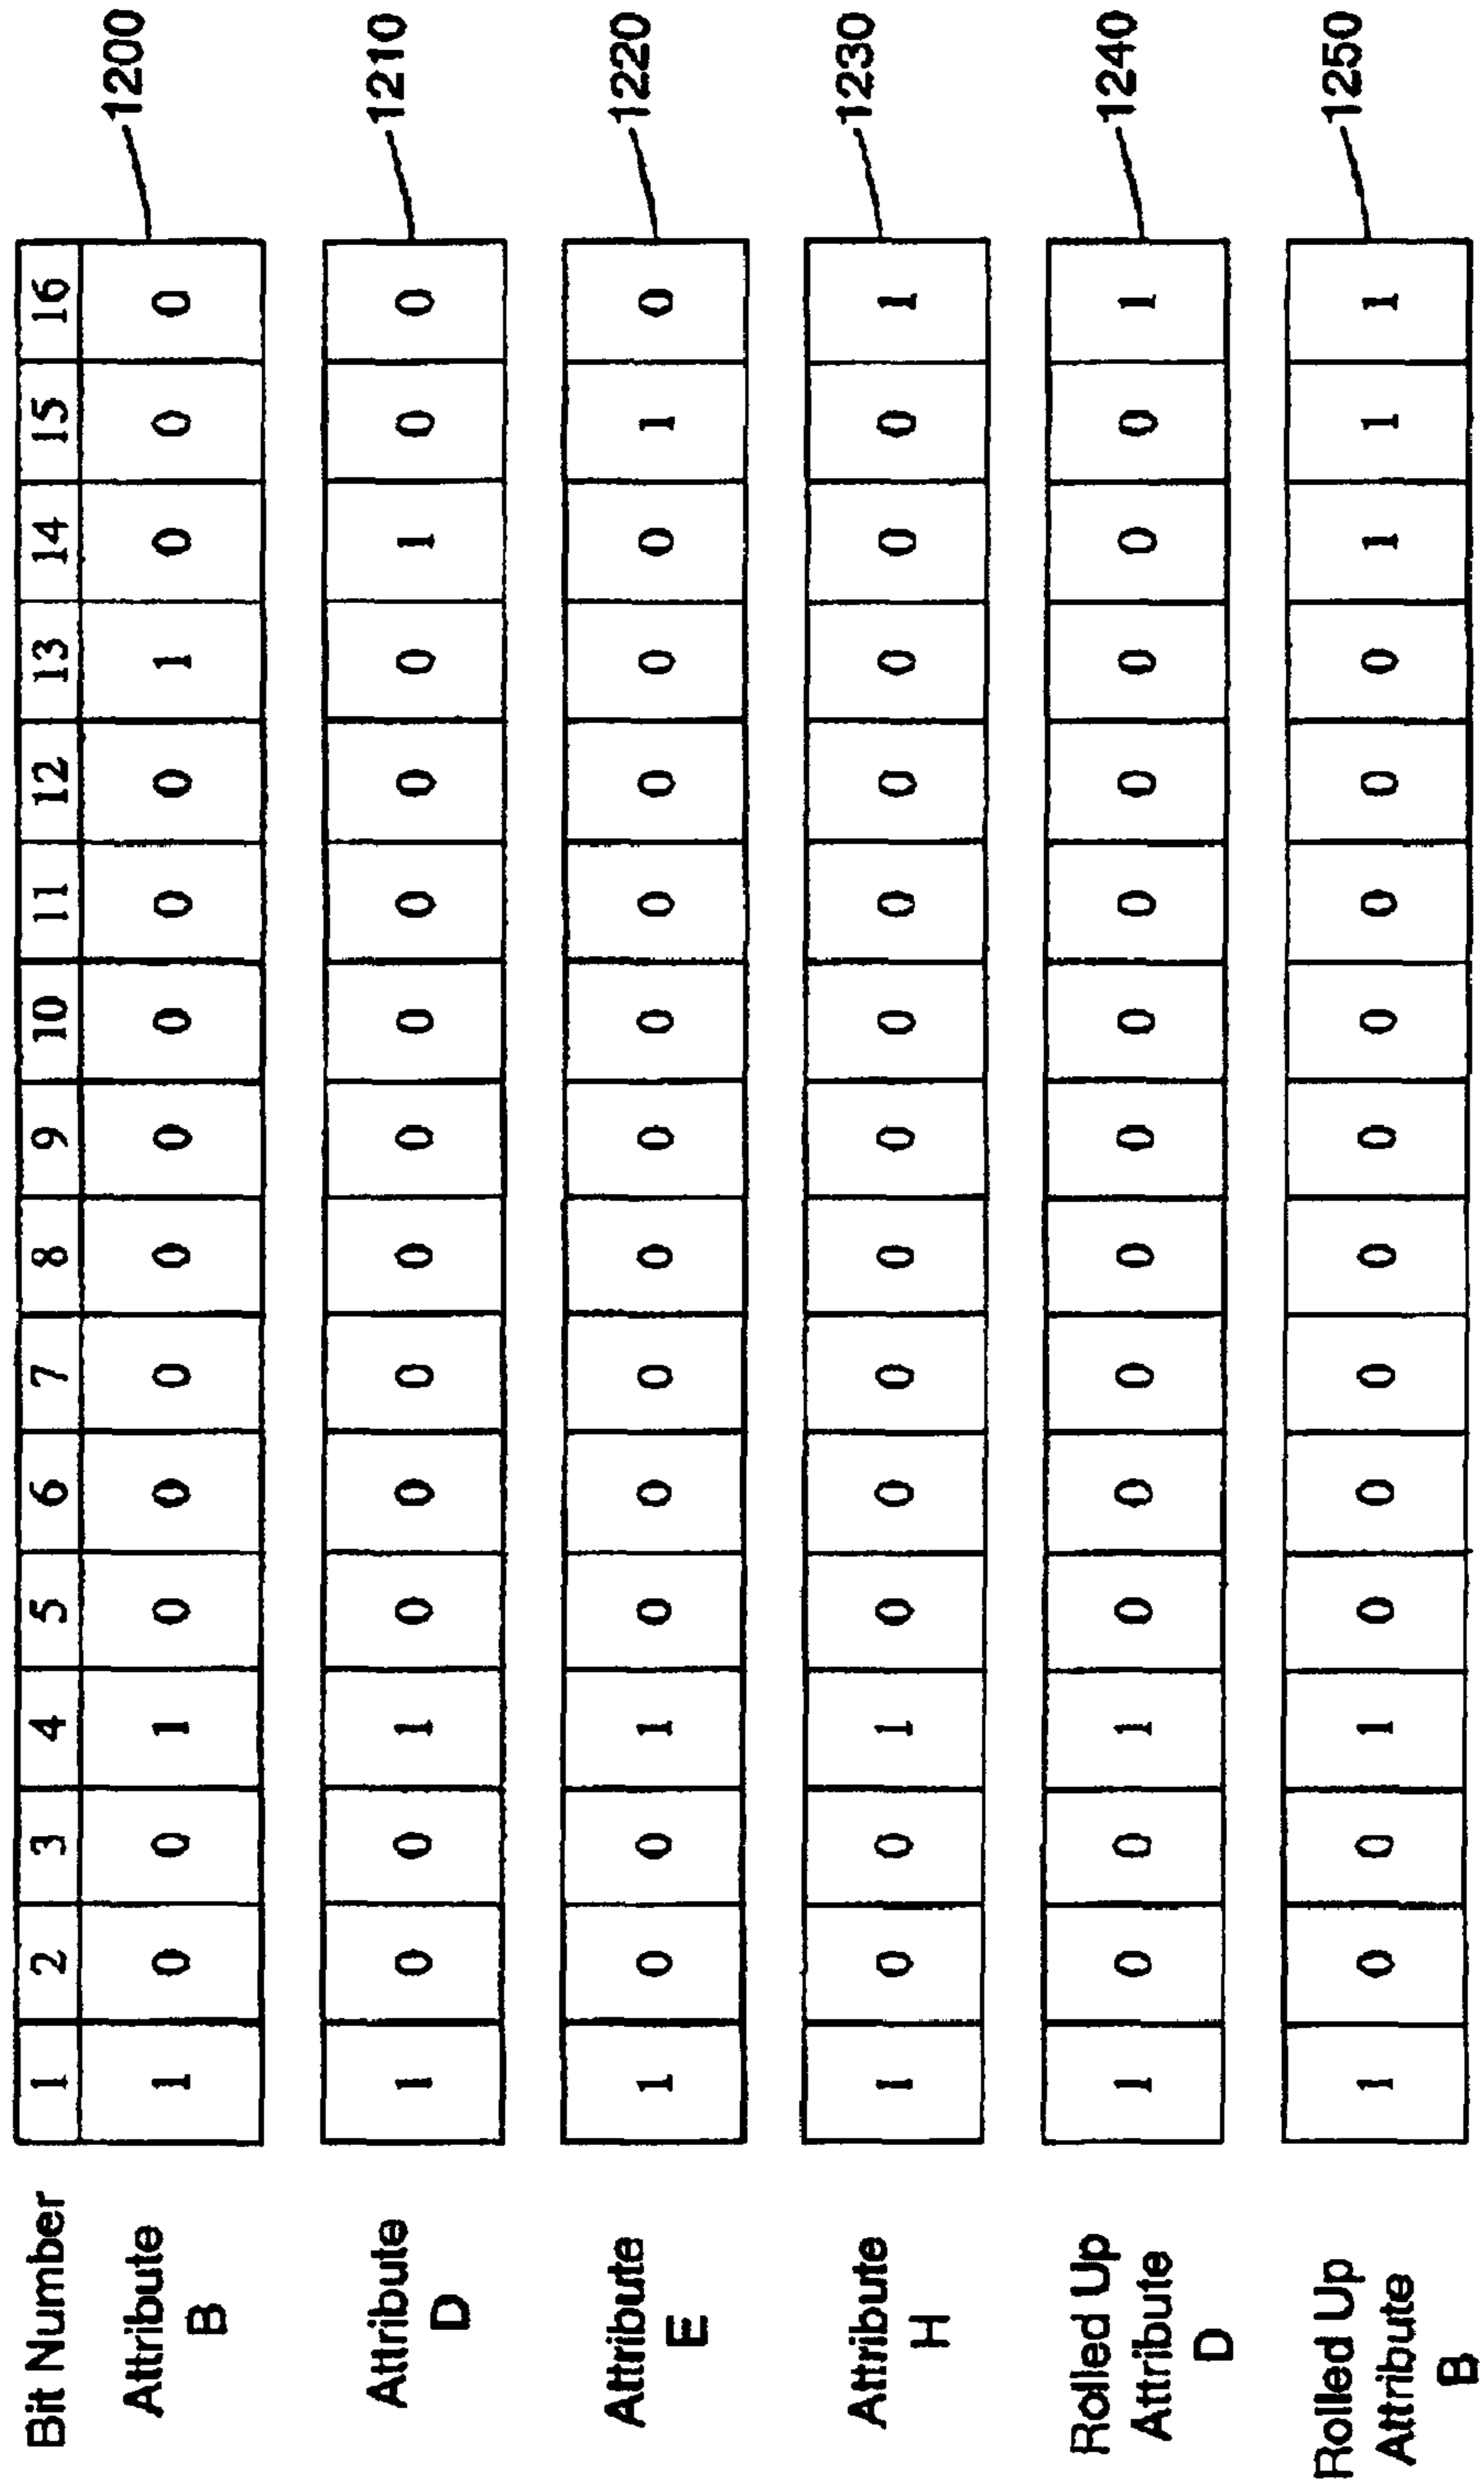 Bit Number 1 2 3 4 5 6 7 8 9 10 11 12 13 14 15 16
Attribute B 1 0 0 1 0 0 0 0 0 0 0 0 1 0 0 0 1200
Attribute D 1 0 0 1 0 0 0 0 0 0 0 0 0 1 0 0 1210
Attribute E 1 0 0 1 0 0 0 0 0 0 0 0 0 0 1 0 1220
Attribute H 1 0 0 1 0 0 0 0 0 0 0 0 0 0 0 1 1230
Rolled Up Attribute D 1 0 0 1 0 0 0 0 0 0 0 0 0 0 0 1 1240
Rolled Up Attribute B 1 0 0 1 0 0 0 0 0 0 0 0 0 1 1 1 1250